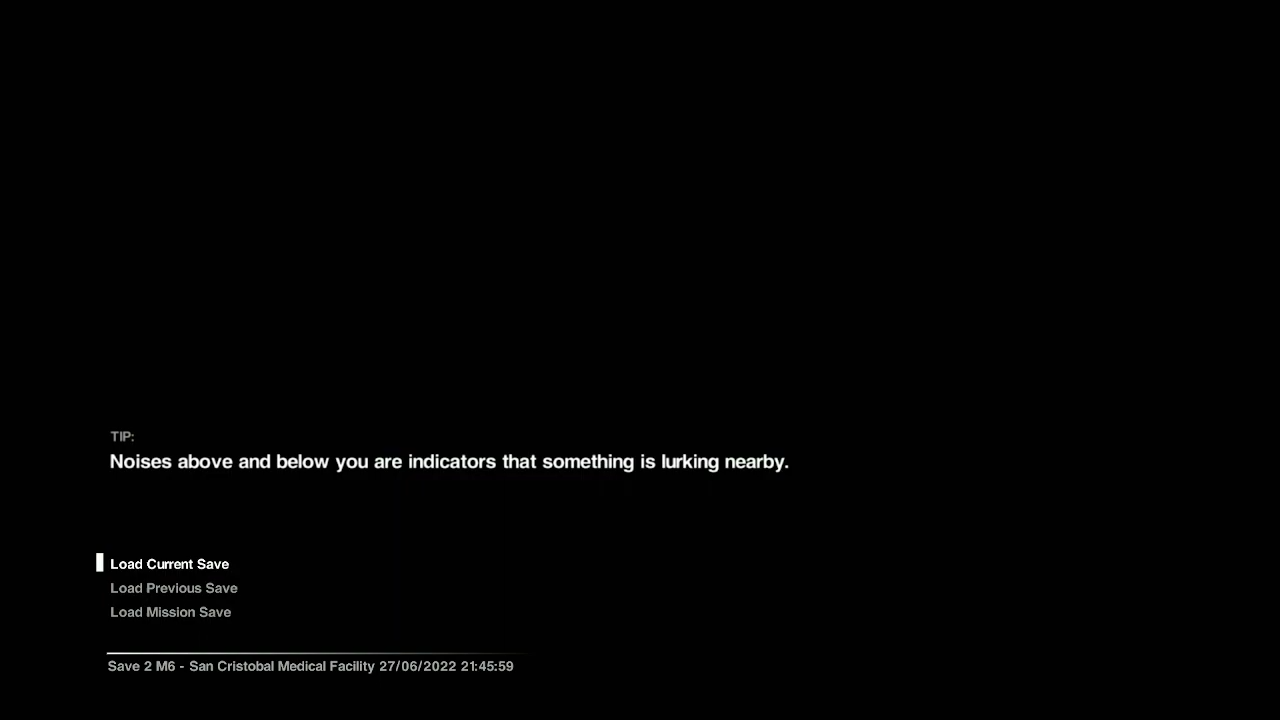 TIP:
Noises above and below you are indicators that something is lurking nearby.
Load Current Save
Load Previous Save
Load Mission Save
Save 2 M6 - San Cristobal Medical Facility 27/06/2022 21:45:59